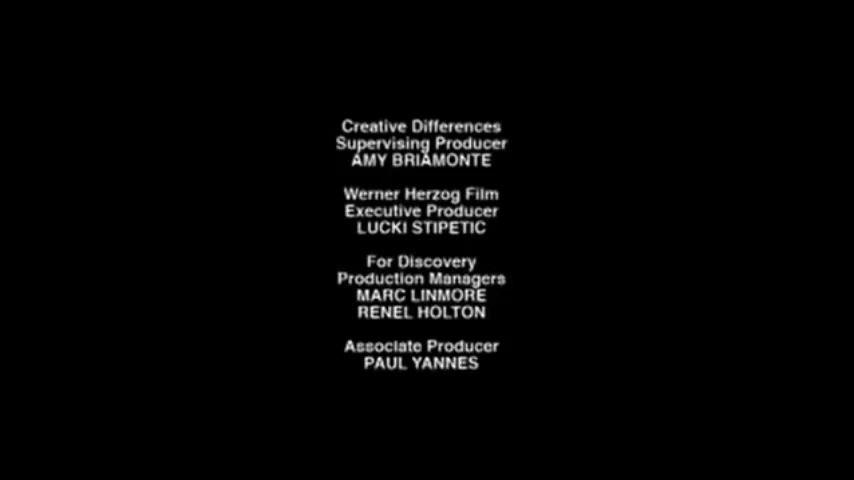 Creative Differences
Supervising Producer
AMY BRIAMONTE
Werner Herzog Film
Executive Producer
LUCKI STIPETIC
For Discovery
Production Managers
MARC LINMORE
RENEL HOLTON
Associate Producer
PAUL YANNES